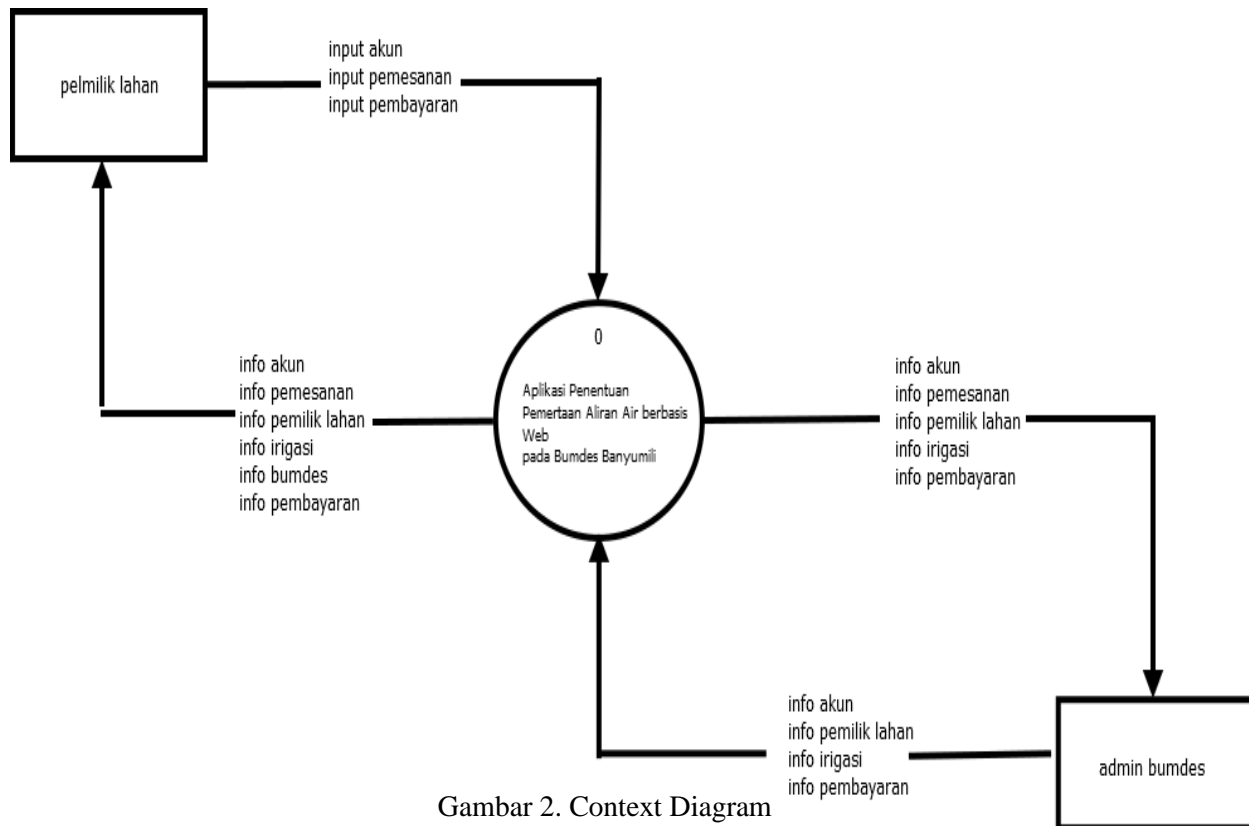 pelmilik lahan
input akun
input pemesanan
input pembayaran
0
Aplikasi Penentuan
Pemertaan Aliran Air berbasis
Web
pada Bumdes Banyumili
info akun
info pemesanan
info pemilik lahan
info irigasi
info bumdes
info pembayaran
info akun
info pemesanan
info pemilik lahan
info irigasi
info pembayaran
info akun
info pemilik lahan
info irigasi
info pembayaran
admin bumdes
Gambar 2. Context Diagram